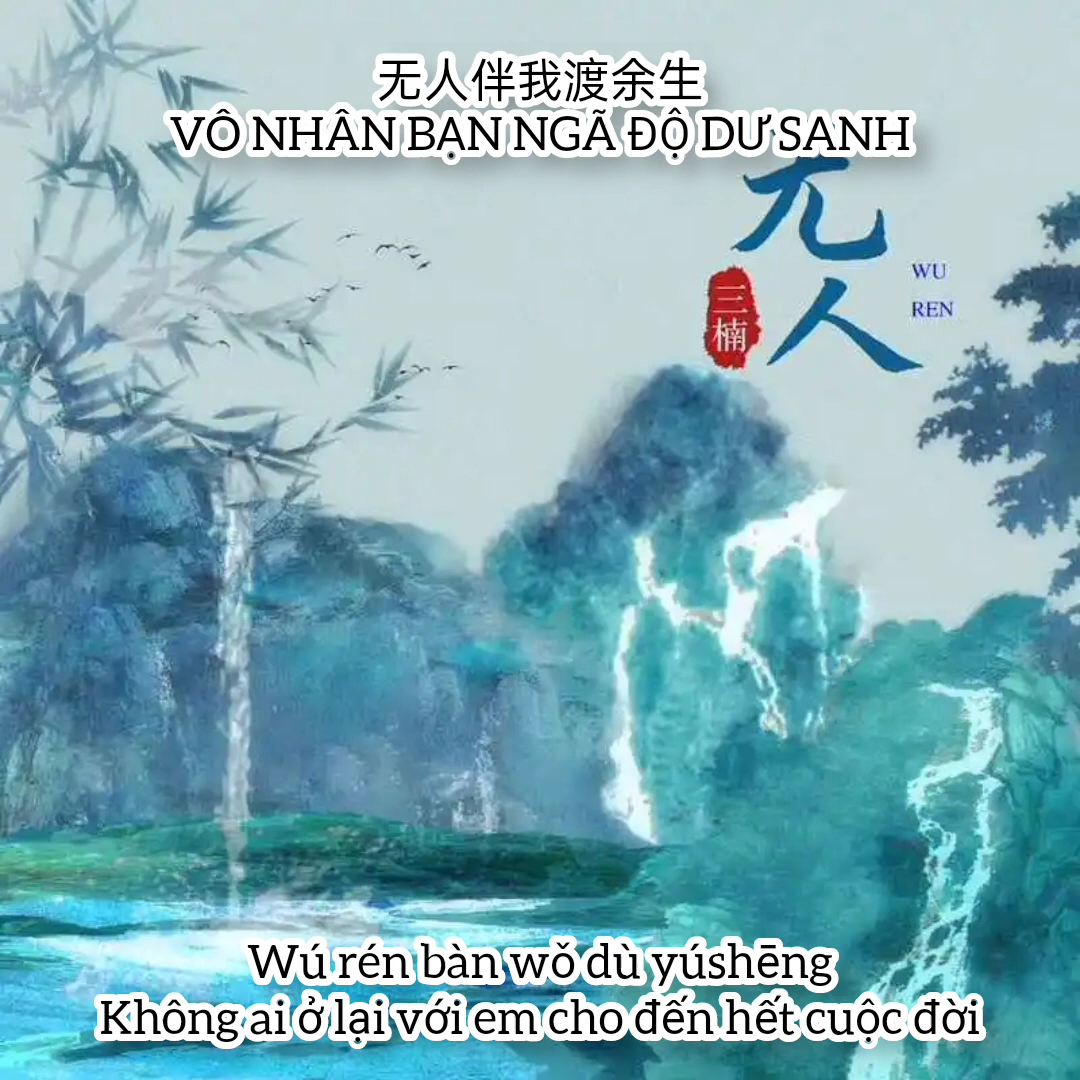 无人伴我渡余生
VÔ NHÂN BẠN NGÃ ĐỘ DƯ SANH
无人
WU
REN
三楠
Wú rén bàn wǒ dù yúshēng
Không ai ở lại với em cho đến hết cuộc đời